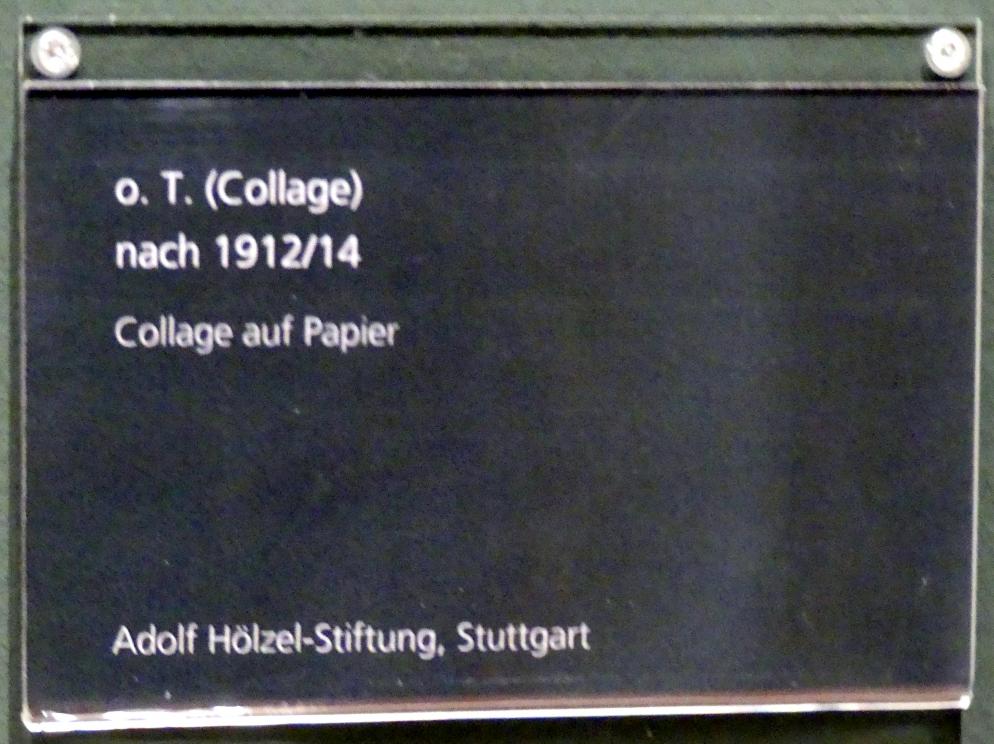 o. T. (Collage)
nach 1912/14
Collage auf Papier
Adolf Hölzel-Stiftung, Stuttgart